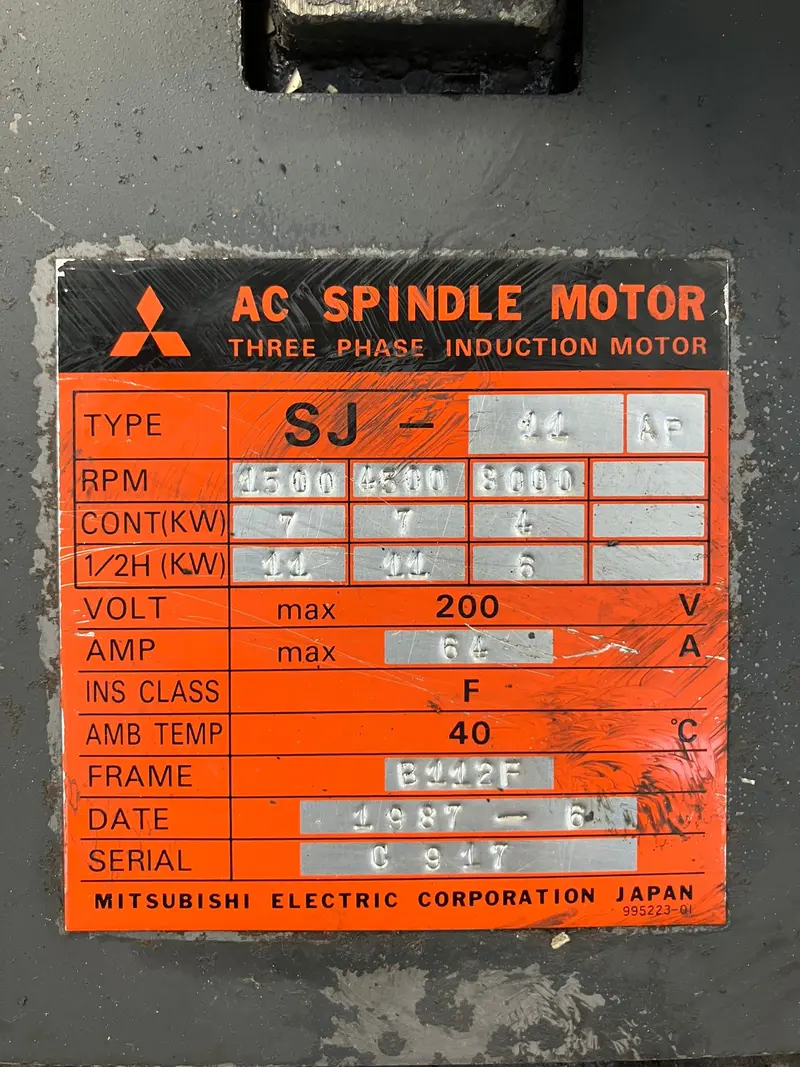 AC SPINDLE MOTOR
THREE PHASE INDUCTION MOTOR
TYPE SJ - 11 AP
RPM 1500 4500 8000
CONT(KW) 7 7 4
1/2H (KW) 11 11 6
VOLT max 200 V
AMP max 64 A
INS CLASS F
AMB TEMP 40 °C
FRAME B112F
DATE 1987 - 6
SERIAL C 917
MITSUBISHI ELECTRIC CORPORATION JAPAN
995223-01